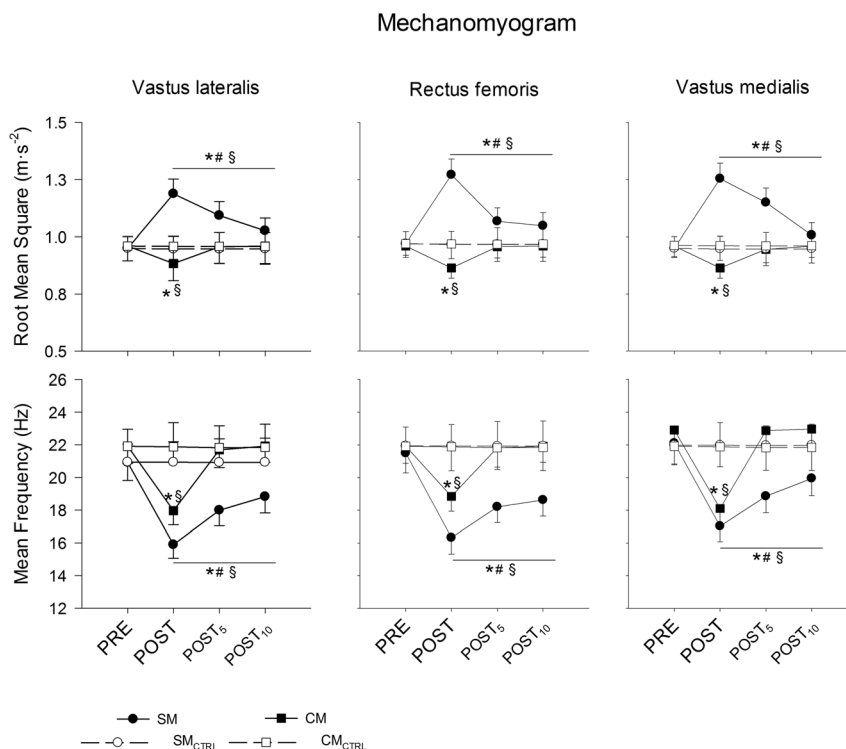 Mechanomyogram
Vastus lateralis
Rectus femoris
Vastus medialis
Root Mean Square (m·s⁻²)
1.5
1.3
1.0
0.8
0.5
*# §
*# §
*# §
*§
*§
*§
Mean Frequency (Hz)
26
24
22
20
18
16
14
12
*§
*§
*§
*# §
*# §
*# §
PRE
POST
POST₅
POST₁₀
PRE
POST
POST₅
POST₁₀
PRE
POST
POST₅
POST₁₀
SM
CM
SM_CTRL
CM_CTRL